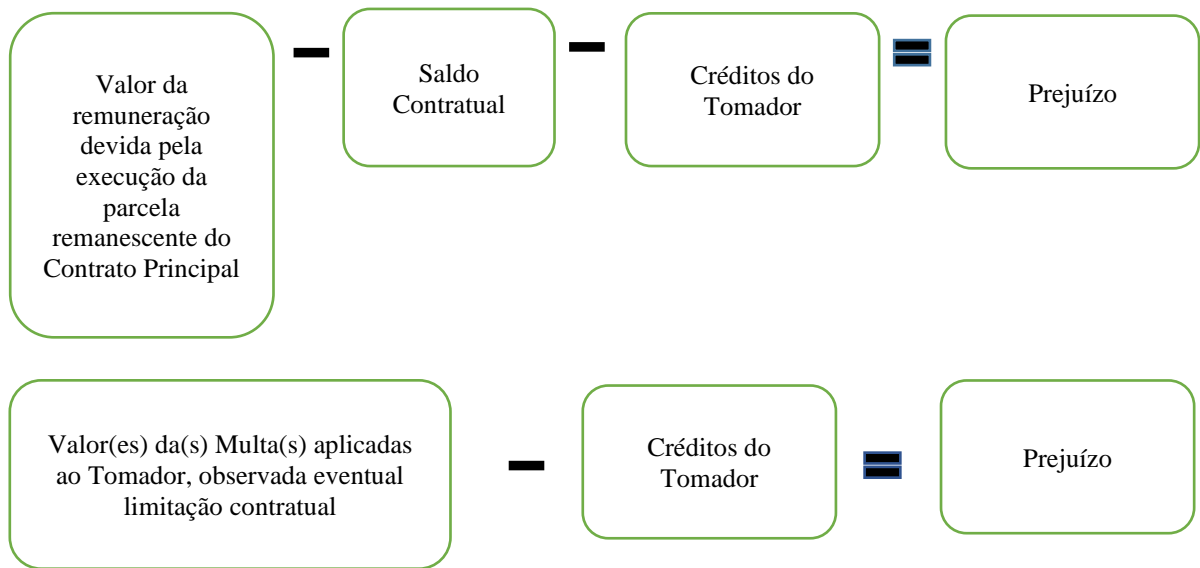 Valor da
remuneração
devida pela
execução da
parcela
remanescente do
Contrato Principal
Saldo
Contratual
Créditos do
Tomador
Prejuízo
Valor(es) da(s) Multa(s) aplicadas
ao Tomador, observada eventual
limitação contratual
Créditos do
Tomador
Prejuízo